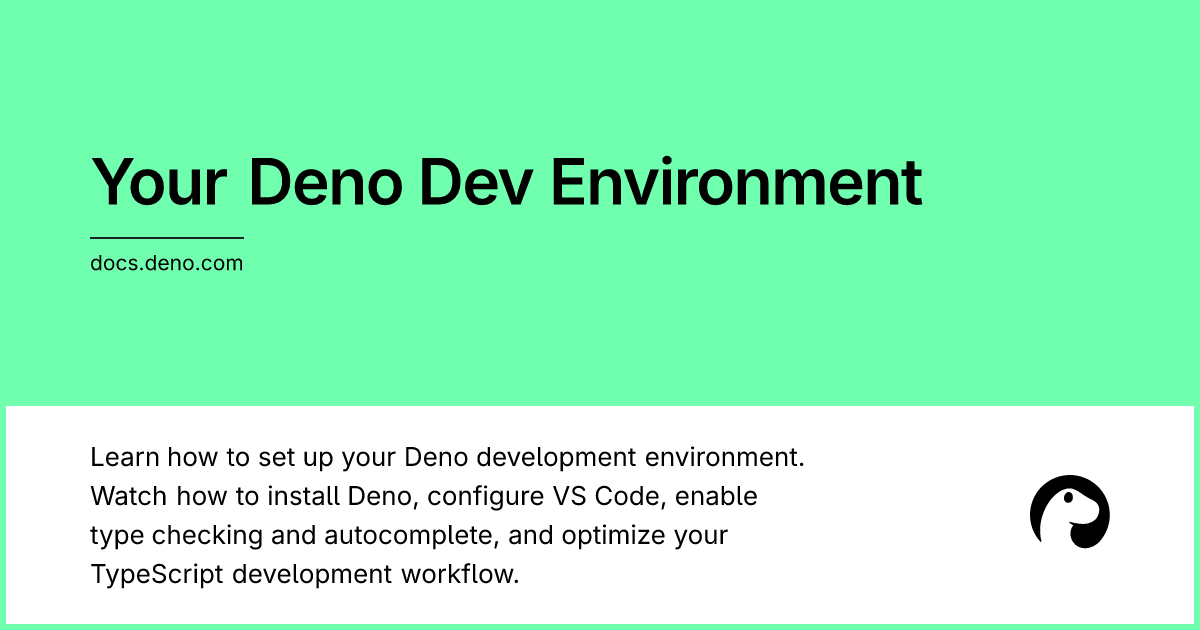 Your Deno Dev Environment
docs.deno.com
Learn how to set up your Deno development environment.
Watch how to install Deno, configure VS Code, enable
type checking and autocomplete, and optimize your
TypeScript development workflow.